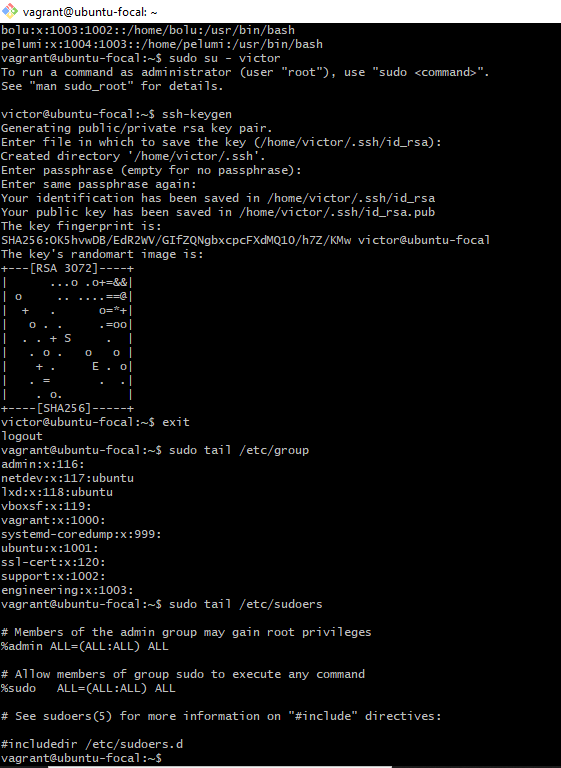 vagrant@ubuntu-focal: ~
bolu:x:1003:1002::/home/bolu:/usr/bin/bash
pelumi:x:1004:1003::/home/pelumi:/usr/bin/bash
vagrant@ubuntu-focal:~$ sudo su - victor
To run a command as administrator (user "root"), use "sudo <command>".
See "man sudo_root" for details.

victor@ubuntu-focal:~$ ssh-keygen
Generating public/private rsa key pair.
Enter file in which to save the key (/home/victor/.ssh/id_rsa):
Created directory '/home/victor/.ssh'.
Enter passphrase (empty for no passphrase):
Enter same passphrase again:
Your identification has been saved in /home/victor/.ssh/id_rsa
Your public key has been saved in /home/victor/.ssh/id_rsa.pub
The key fingerprint is:
SHA256:OK5hvwDB/EdR2WV/GIfZQNgbxcpcFXdMQ1O/h7Z/KMw victor@ubuntu-focal
The key's randomart image is:
+---[RSA 3072]----+
|      ...o .o+=&&|
| o     .. ....==@|
|  +   .      o=*+|
|   o . .     .=oo|
|  . . + S     .  |
|   . o .   o   o |
|    + .     E . o|
|   . =       .  .|
|    . o.         |
+----[SHA256]-----+
victor@ubuntu-focal:~$ exit
logout
vagrant@ubuntu-focal:~$ sudo tail /etc/group
admin:x:116:
netdev:x:117:ubuntu
lxd:x:118:ubuntu
vboxsf:x:119:
vagrant:x:1000:
systemd-coredump:x:999:
ubuntu:x:1001:
ssl-cert:x:120:
support:x:1002:
engineering:x:1003:
vagrant@ubuntu-focal:~$ sudo tail /etc/sudoers

# Members of the admin group may gain root privileges
%admin ALL=(ALL:ALL) ALL

# Allow members of group sudo to execute any command
%sudo   ALL=(ALL:ALL) ALL

# See sudoers(5) for more information on "#include" directives:

#includedir /etc/sudoers.d
vagrant@ubuntu-focal:~$